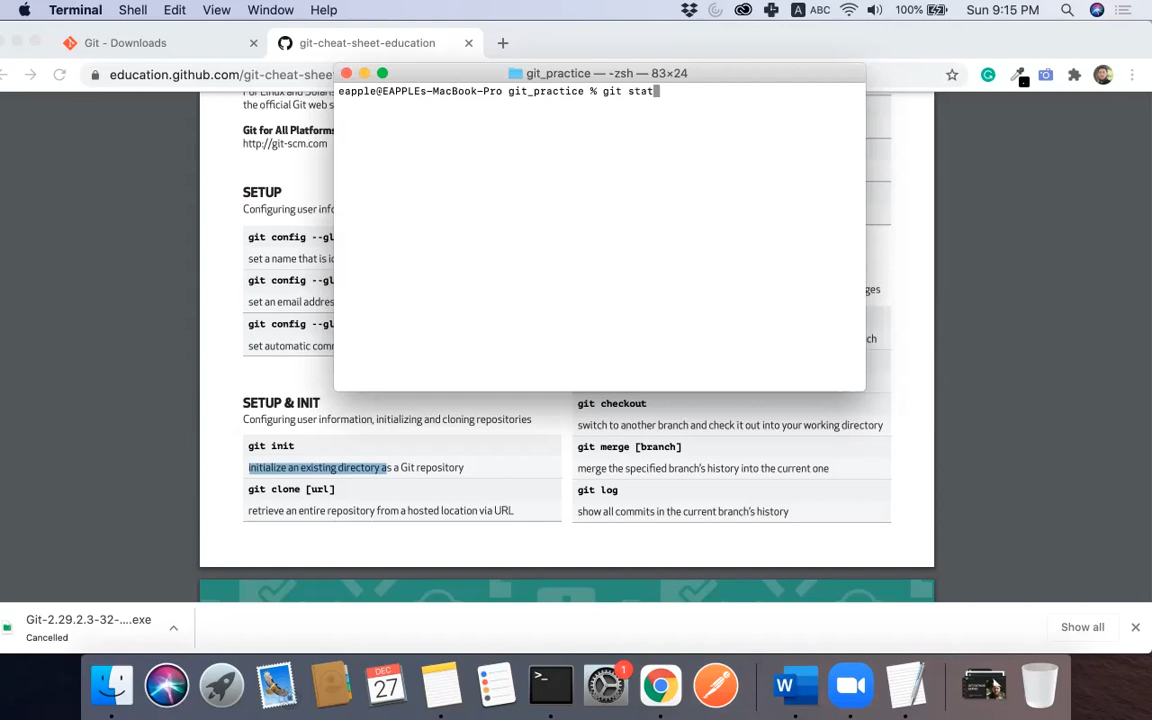 Terminal Shell Edit View Window Help A ABC 100% Sun 9:15 PM
Git - Downloads git-cheat-sheet-education
education.github.com/git-cheat-shee
git_practice — -zsh — 83×24
eapple@EAPPLEs-MacBook-Pro git_practice % git stat
the official Git web s
Git for All Platforms
http://git-scm.com
SETUP
Configuring user info
git config --gl
set a name that is id
git config --gl
set an email addres
git config --gl
set automatic comm
SETUP & INIT
Configuring user information, initializing and cloning repositories
git init
initialize an existing directory as a Git repository
git clone [url]
retrieve an entire repository from a hosted location via URL
ges
ch
git checkout
switch to another branch and check it out into your working directory
git merge [branch]
merge the specified branch's history into the current one
git log
show all commits in the current branch's history
Git-2.29.2.3-32-....exe
Cancelled
Show all
DEC
27
1
W